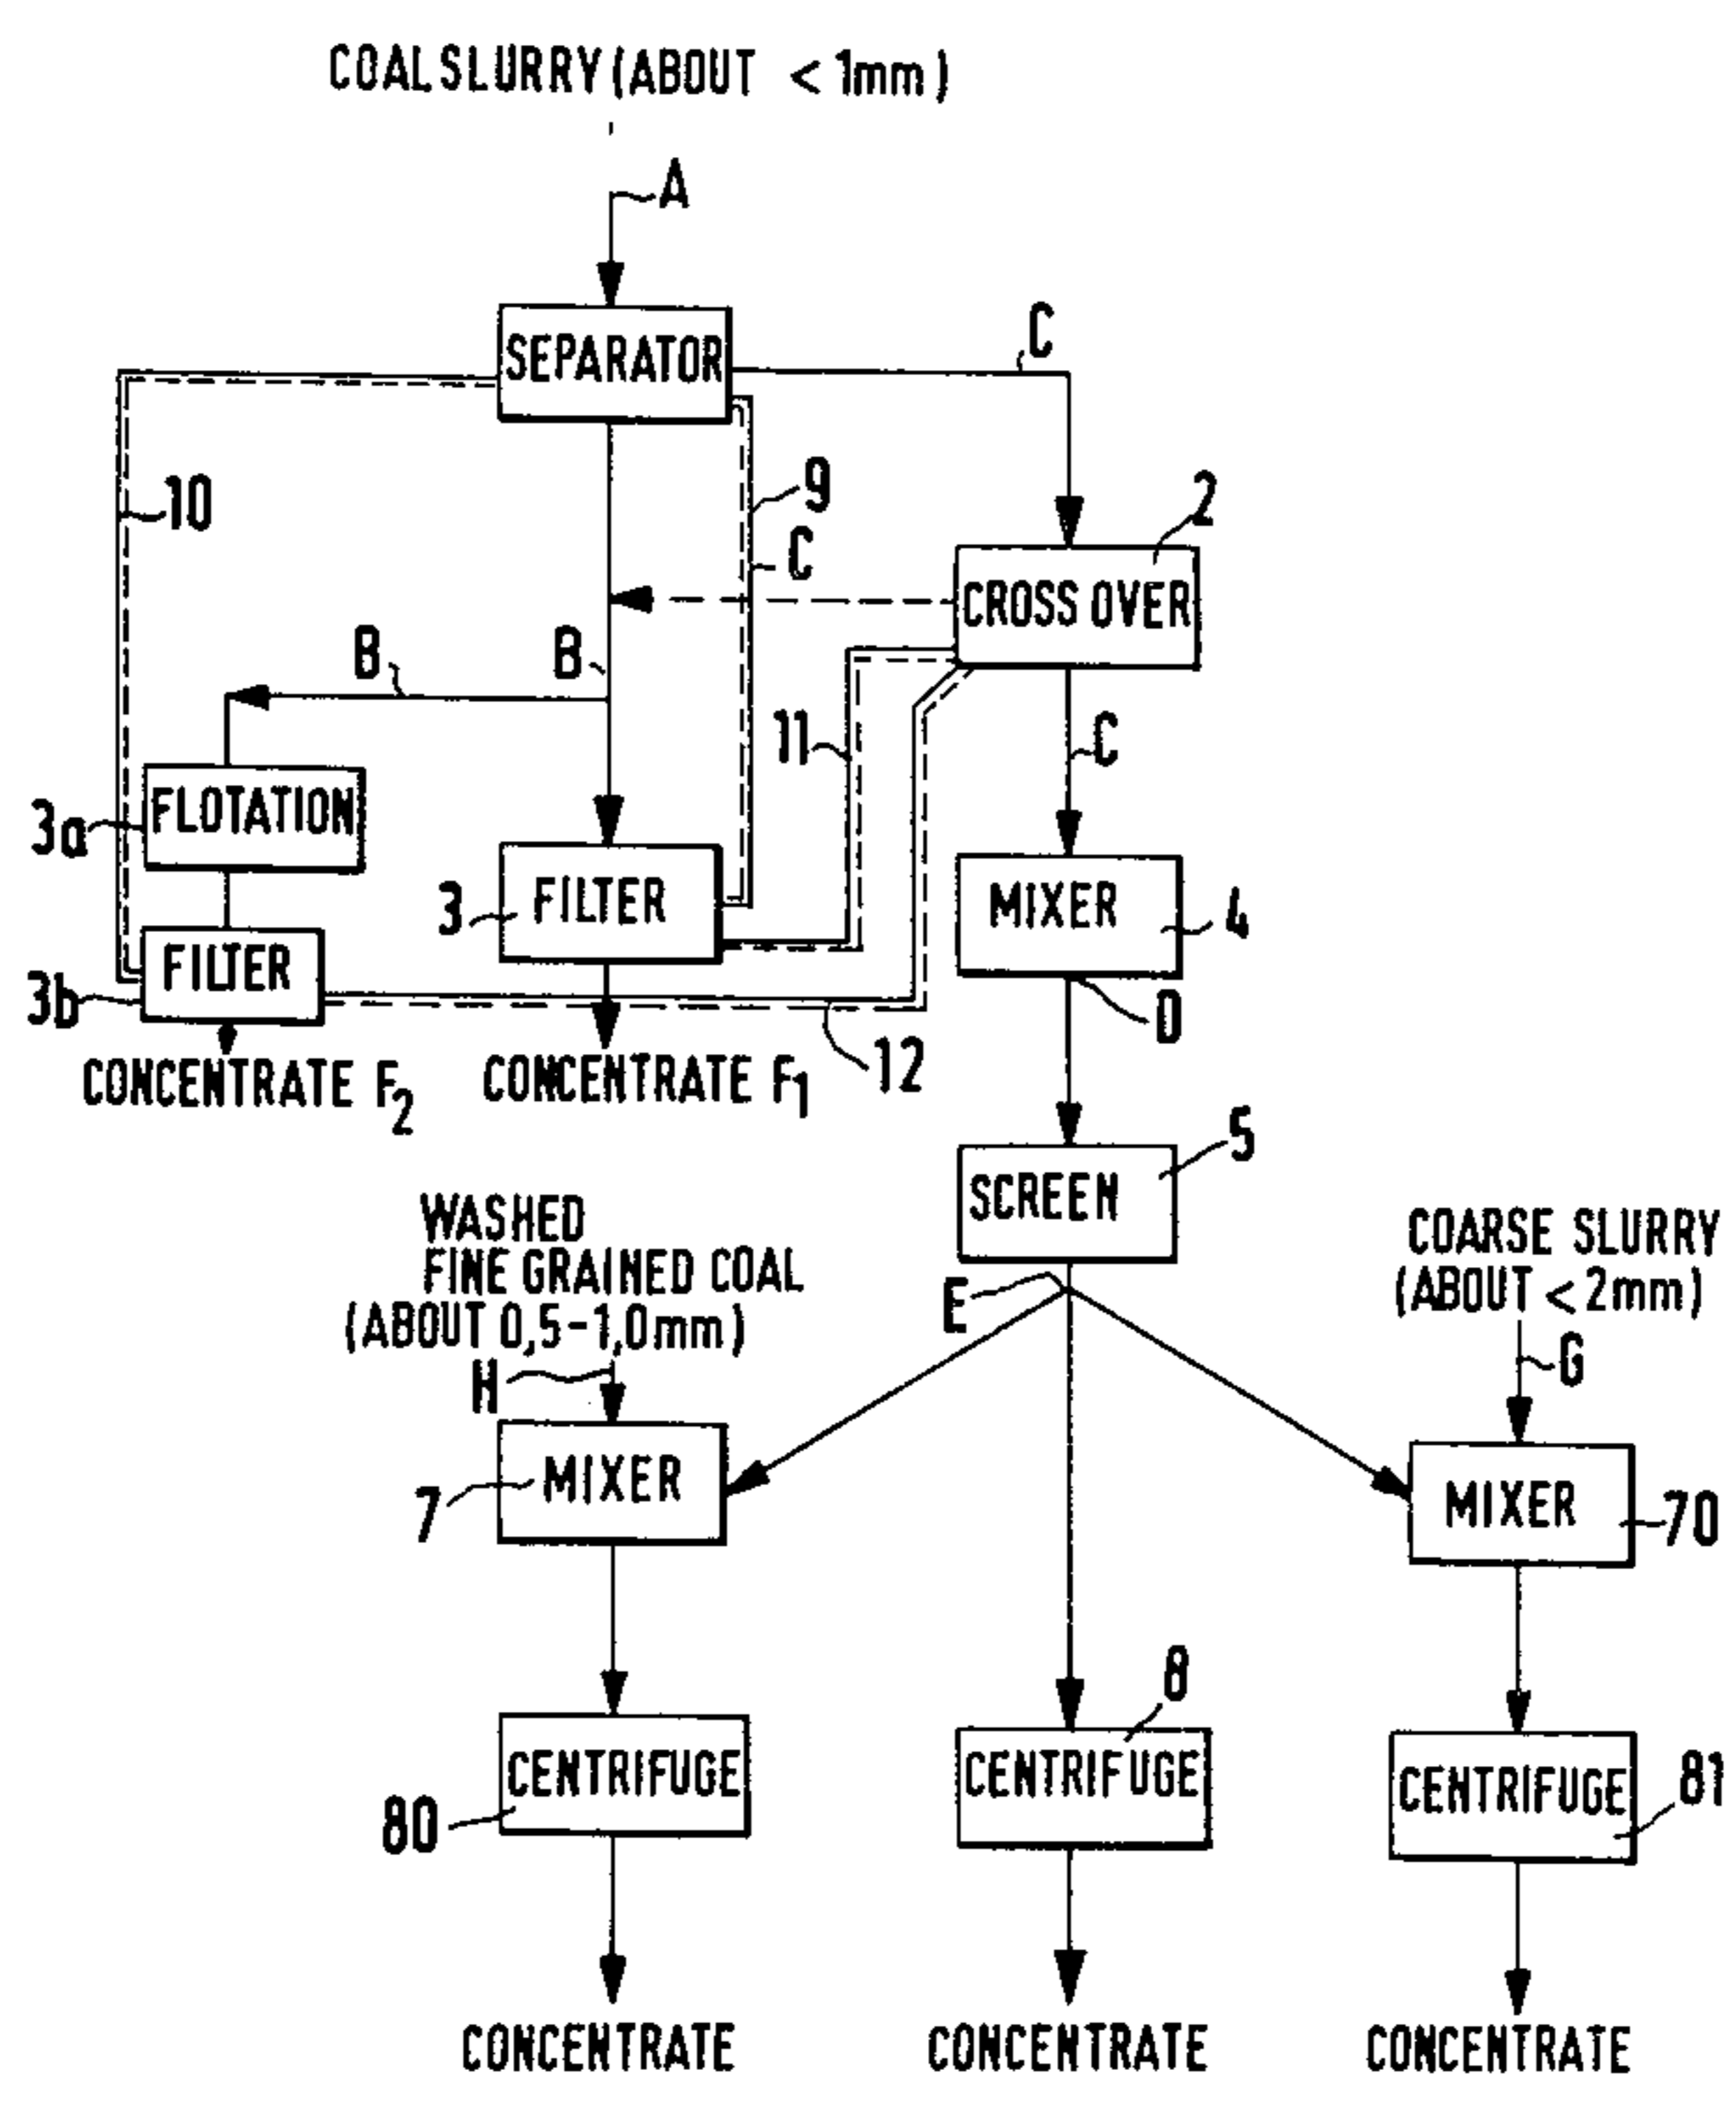 COAL SLURRY (ABOUT < 1mm)
A
SEPARATOR
C
10
9
C
2
CROSS OVER
B
B
11
C
3a
FLOTATION
3
FILTER
MIXER
4
3b
FILTER
D
12
CONCENTRATE F2
CONCENTRATE F1
5
SCREEN
WASHED
FINE GRAINED COAL
(ABOUT 0,5-1,0mm)
H
E
COARSE SLURRY
(ABOUT < 2mm)
G
7
MIXER
MIXER
70
8
CENTRIFUGE
80
CENTRIFUGE
CENTRIFUGE
81
CONCENTRATE
CONCENTRATE
CONCENTRATE